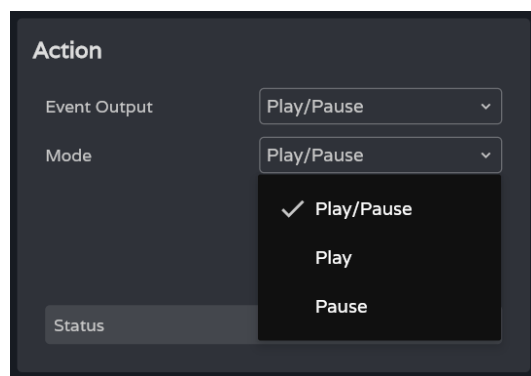 Action
Event Output Play/Pause
Mode Play/Pause
Play/Pause
Play
Pause
Status